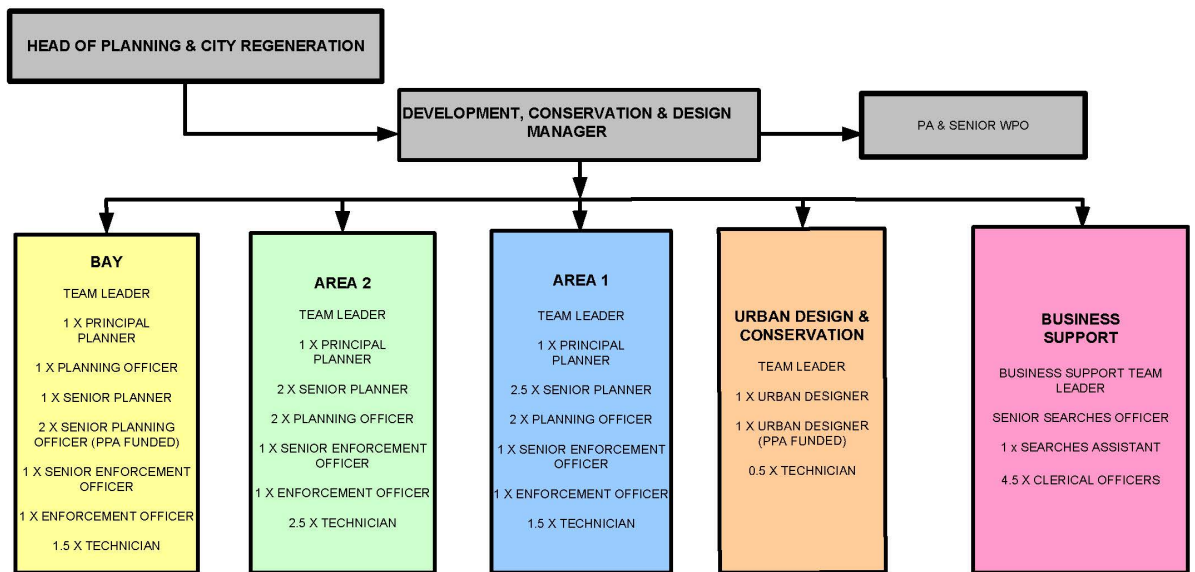 HEAD OF PLANNING & CITY REGENERATION
DEVELOPMENT, CONSERVATION & DESIGN
MANAGER
PA & SENIOR WPO
BAY
TEAM LEADER
1 X PRINCIPAL
PLANNER
1 X PLANNING OFFICER
1 X SENIOR PLANNER
2 X SENIOR PLANNING
OFFICER (PPA FUNDED)
1 X SENIOR ENFORCEMENT
OFFICER
1 X ENFORCEMENT OFFICER
1.5 X TECHNICIAN
AREA 2
TEAM LEADER
1 X PRINCIPAL
PLANNER
2 X SENIOR PLANNER
2 X PLANNING OFFICER
1 X SENIOR ENFORCEMENT
OFFICER
1 X ENFORCEMENT OFFICER
2.5 X TECHNICIAN
AREA 1
TEAM LEADER
1 X PRINCIPAL
PLANNER
2.5 X SENIOR PLANNER
2 X PLANNING OFFICER
1 X SENIOR ENFORCEMENT
OFFICER
1 X ENFORCEMENT OFFICER
1.5 X TECHNICIAN
URBAN DESIGN &
CONSERVATION
TEAM LEADER
1 X URBAN DESIGNER
1 X URBAN DESIGNER
(PPA FUNDED)
0.5 X TECHNICIAN
BUSINESS
SUPPORT
BUSINESS SUPPORT TEAM
LEADER
SENIOR SEARCHES OFFICER
1 x SEARCHES ASSISTANT
4.5 X CLERICAL OFFICERS